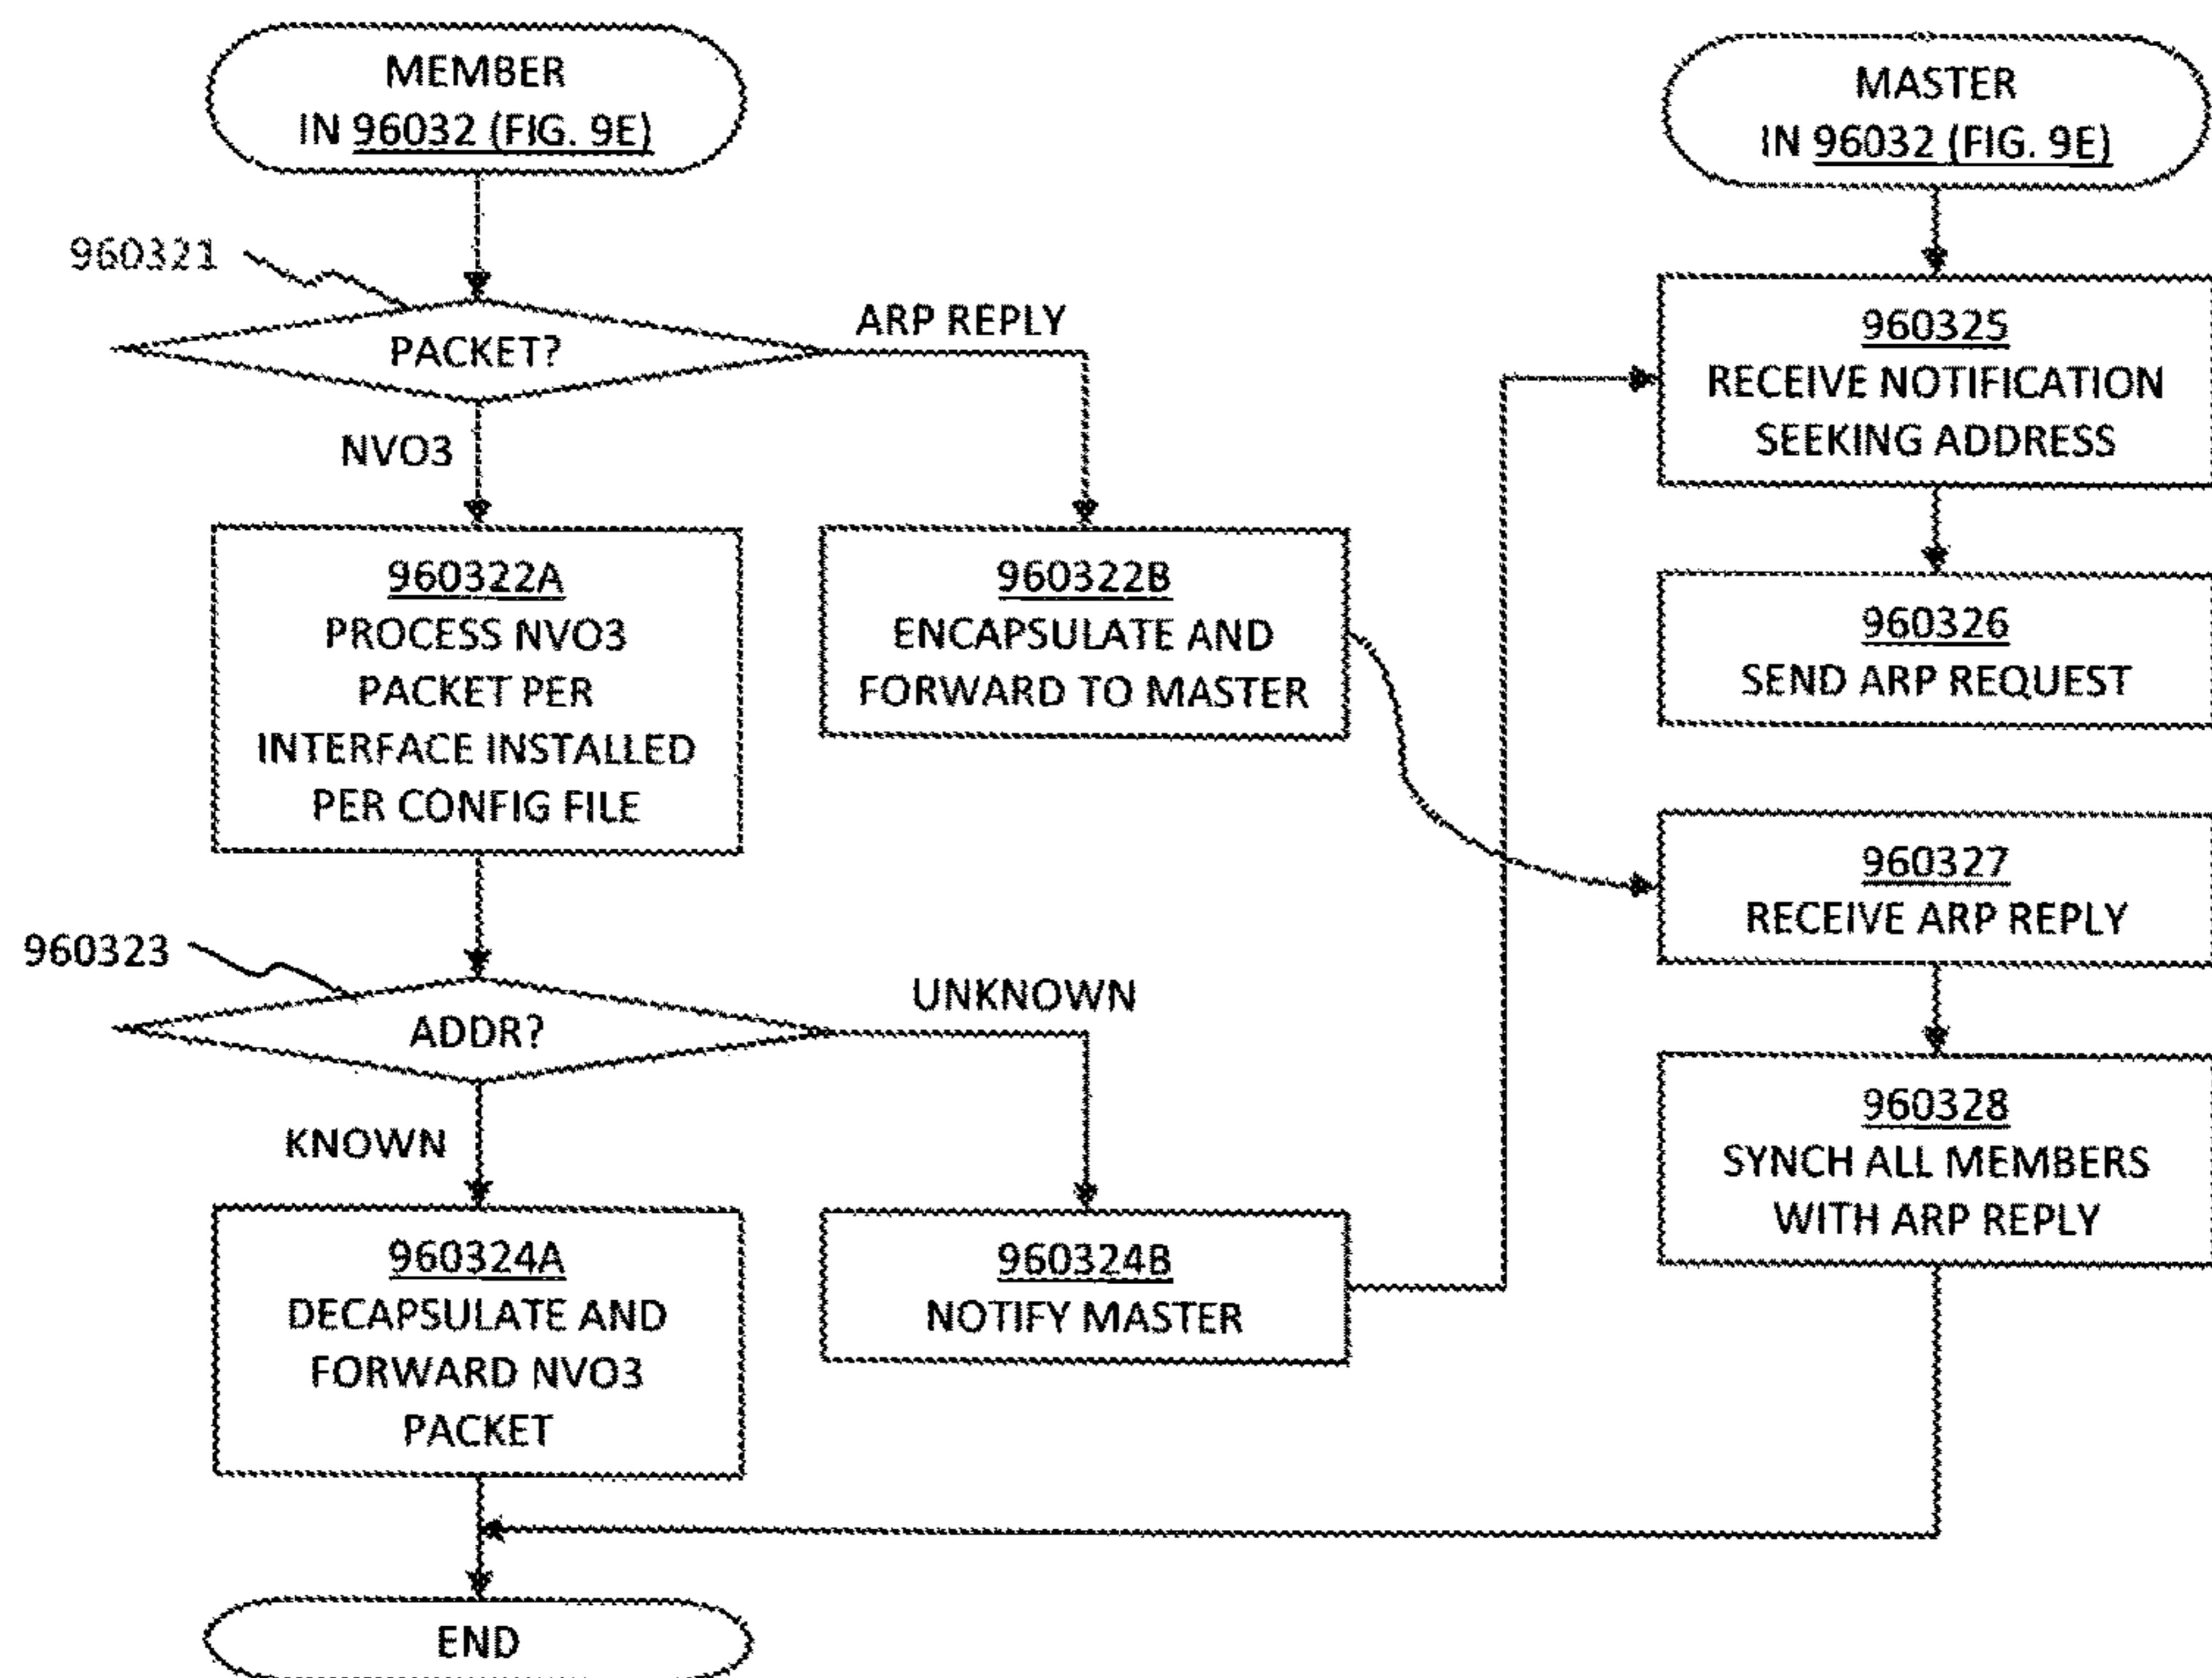 MEMBER
IN 96032 (FIG. 9E)
960321
PACKET?
ARP REPLY
NVO3
960322A
PROCESS NVO3
PACKET PER
INTERFACE INSTALLED
PER CONFIG FILE
960322B
ENCAPSULATE AND
FORWARD TO MASTER
960323
ADDR?
UNKNOWN
KNOWN
960324A
DECAPSULATE AND
FORWARD NVO3
PACKET
960324B
NOTIFY MASTER
END
MASTER
IN 96032 (FIG. 9E)
960325
RECEIVE NOTIFICATION
SEEKING ADDRESS
960326
SEND ARP REQUEST
960327
RECEIVE ARP REPLY
960328
SYNCH ALL MEMBERS
WITH ARP REPLY